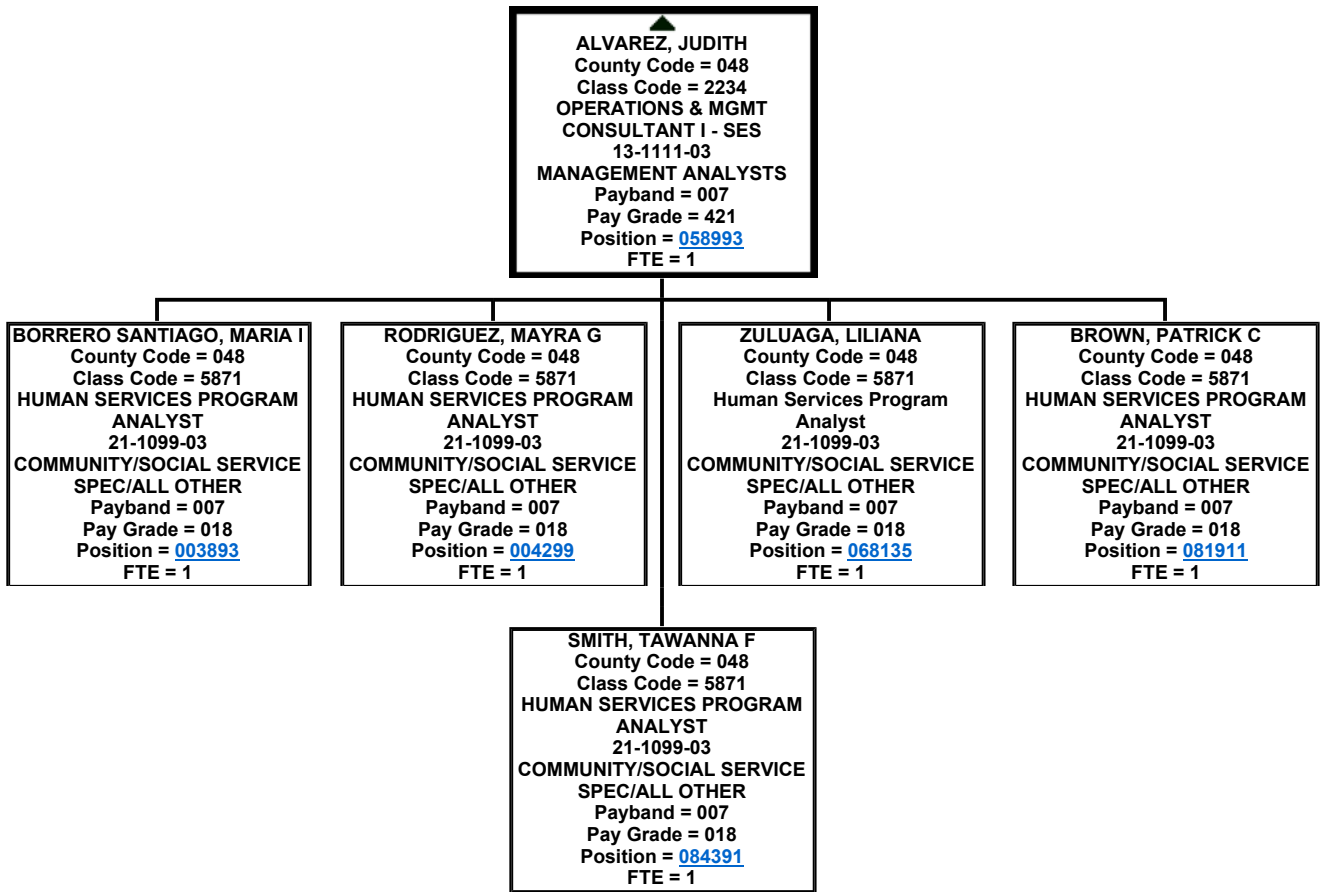 ALVAREZ, JUDITH
County Code = 048
Class Code = 2234
OPERATIONS & MGMT
CONSULTANT I - SES
13-1111-03
MANAGEMENT ANALYSTS
Payband = 007
Pay Grade = 421
Position = 058993
FTE = 1
BORRERO SANTIAGO, MARIA I
County Code = 048
Class Code = 5871
HUMAN SERVICES PROGRAM
ANALYST
21-1099-03
COMMUNITY/SOCIAL SERVICE
SPEC/ALL OTHER
Payband = 007
Pay Grade = 018
Position = 003893
FTE = 1
RODRIGUEZ, MAYRA G
County Code = 048
Class Code = 5871
HUMAN SERVICES PROGRAM
ANALYST
21-1099-03
COMMUNITY/SOCIAL SERVICE
SPEC/ALL OTHER
Payband = 007
Pay Grade = 018
Position = 004299
FTE = 1
ZULUAGA, LILIANA
County Code = 048
Class Code = 5871
Human Services Program
Analyst
21-1099-03
COMMUNITY/SOCIAL SERVICE
SPEC/ALL OTHER
Payband = 007
Pay Grade = 018
Position = 068135
FTE = 1
BROWN, PATRICK C
County Code = 048
Class Code = 5871
HUMAN SERVICES PROGRAM
ANALYST
21-1099-03
COMMUNITY/SOCIAL SERVICE
SPEC/ALL OTHER
Payband = 007
Pay Grade = 018
Position = 081911
FTE = 1
SMITH, TAWANNA F
County Code = 048
Class Code = 5871
HUMAN SERVICES PROGRAM
ANALYST
21-1099-03
COMMUNITY/SOCIAL SERVICE
SPEC/ALL OTHER
Payband = 007
Pay Grade = 018
Position = 084391
FTE = 1